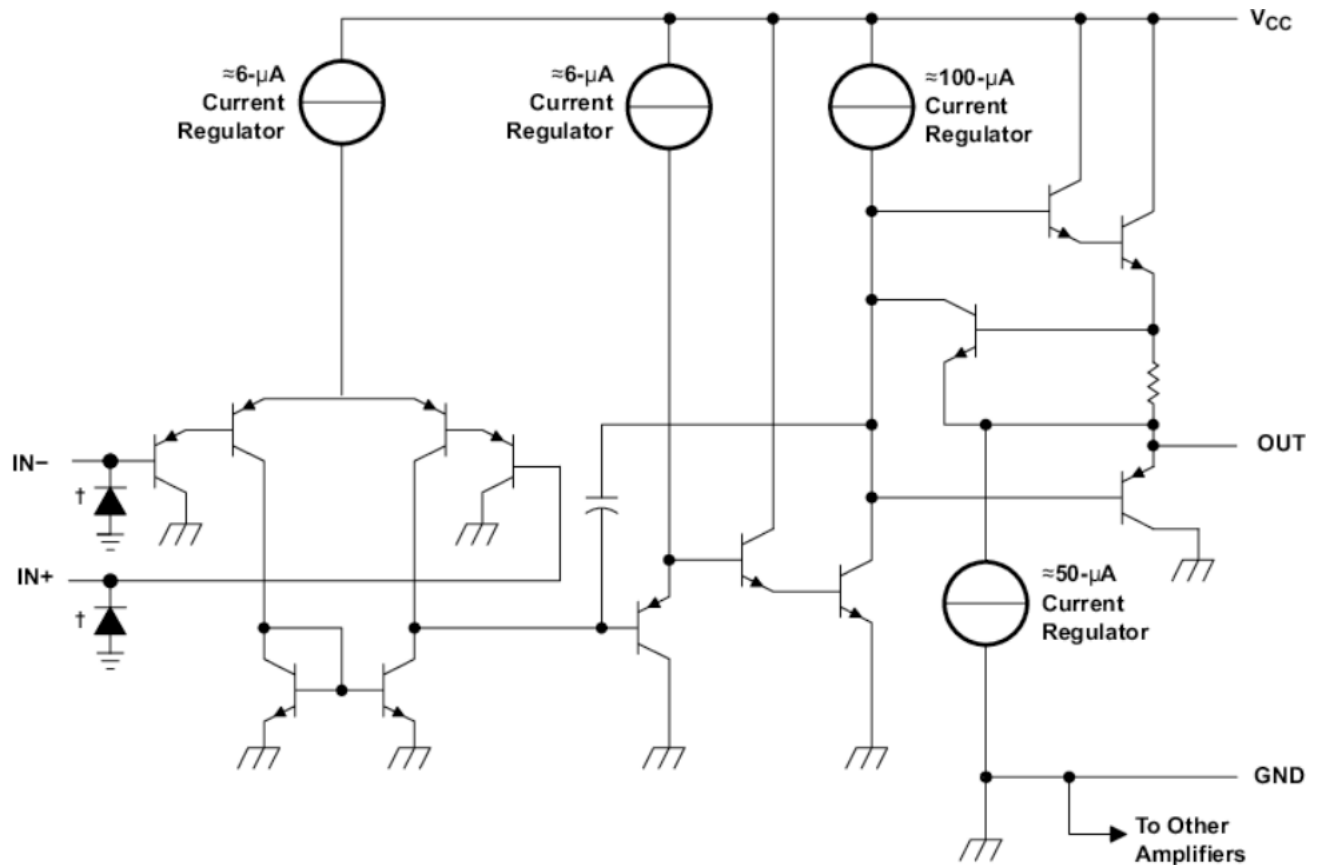 V_CC
≈6-µA
Current
Regulator
≈6-µA
Current
Regulator
≈100-µA
Current
Regulator
IN−
†
OUT
IN+
†
≈50-µA
Current
Regulator
GND
To Other
Amplifiers